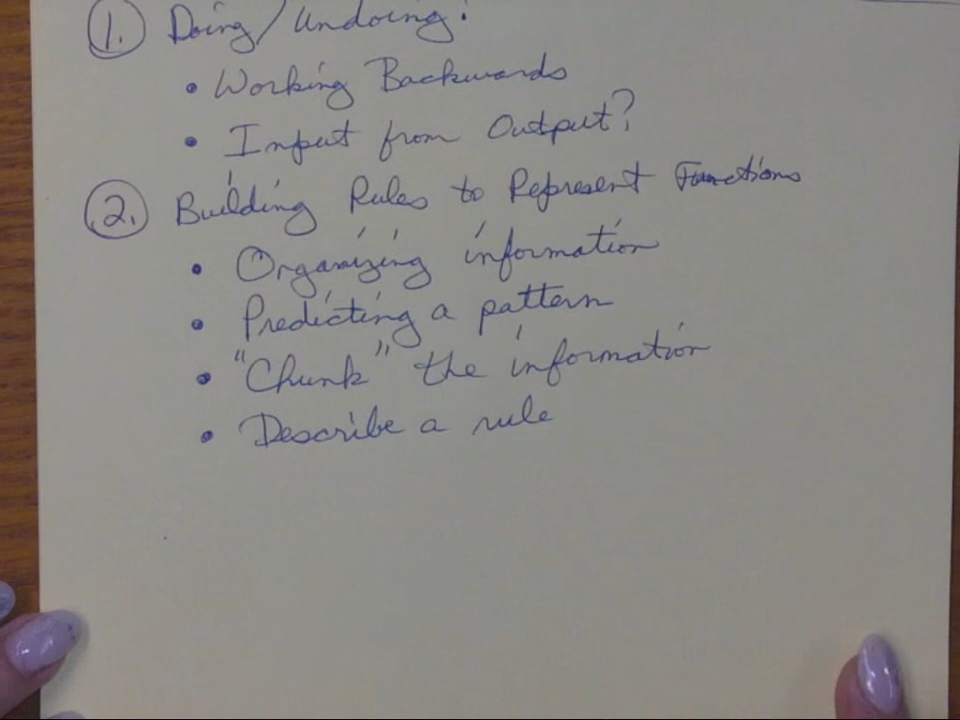 1. Doing/Undoing:
• Working Backwards
• Input from Output?
2. Building Rules to Represent Functions
• Organizing information
• Predicting a pattern
• "Chunk" the information
• Describe a rule